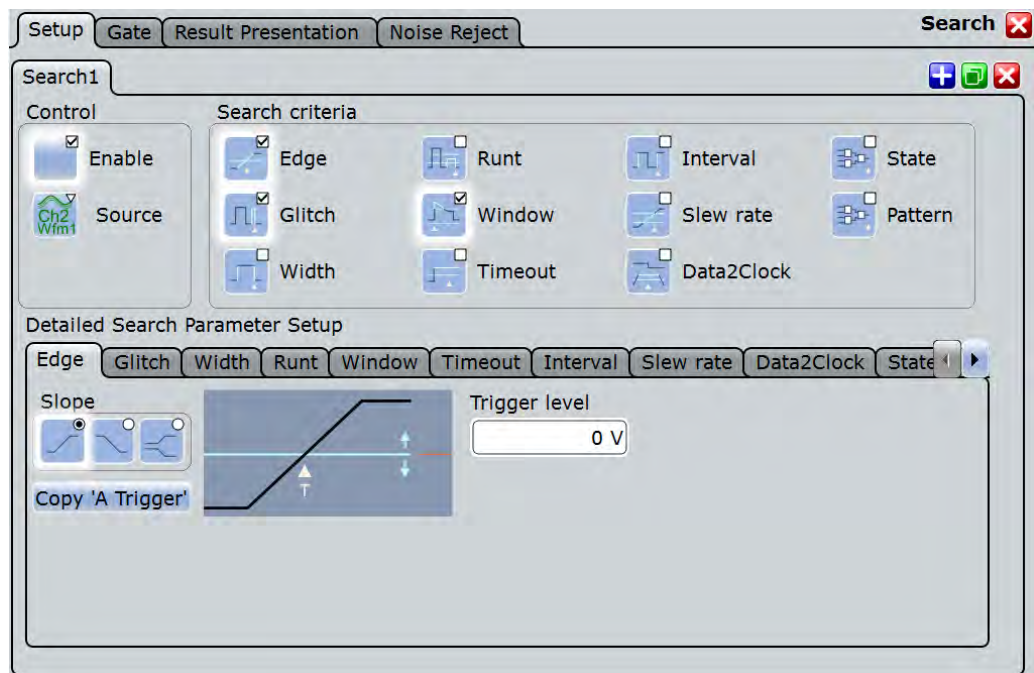 Setup Gate Result Presentation Noise Reject Search
Search1
Control Search criteria
Enable Edge Runt Interval State
Ch2
Wfm1 Source Glitch Window Slew rate Pattern
Width Timeout Data2Clock
Detailed Search Parameter Setup
Edge Glitch Width Runt Window Timeout Interval Slew rate Data2Clock State
Slope Trigger level
0 V
T
Copy 'A Trigger'